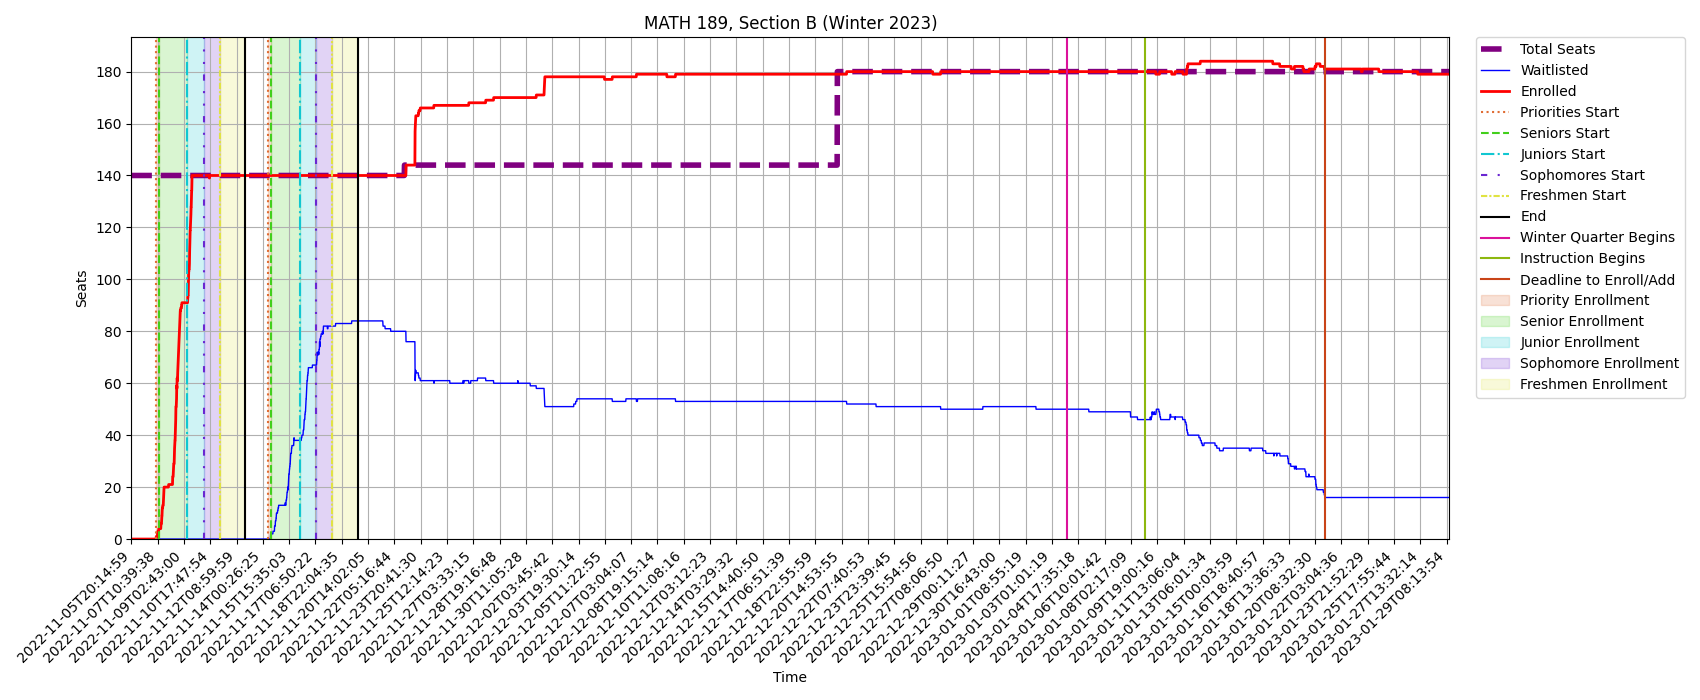 MATH 189, Section B (Winter 2023)
Seats
180
160
140
120
100
80
60
40
20
0
2022-11-05T20:14:59
2022-11-07T10:39:38
2022-11-09T02:43:00
2022-11-10T17:47:54
2022-11-12T08:59:59
2022-11-14T00:26:25
2022-11-15T15:35:03
2022-11-17T06:50:22
2022-11-18T22:04:35
2022-11-20T14:02:05
2022-11-22T05:16:44
2022-11-23T20:41:30
2022-11-25T12:14:23
2022-11-27T03:33:15
2022-11-28T19:16:48
2022-11-30T11:05:28
2022-12-02T03:45:42
2022-12-03T19:30:14
2022-12-05T11:22:55
2022-12-07T03:04:07
2022-12-08T19:15:14
2022-12-10T11:08:16
2022-12-12T03:12:23
2022-12-13T19:29:32
2022-12-15T14:40:50
2022-12-17T06:51:39
2022-12-18T22:55:59
2022-12-20T14:53:55
2022-12-22T07:40:53
2022-12-23T23:39:45
2022-12-25T15:54:56
2022-12-27T08:06:50
2022-12-29T00:11:27
2022-12-30T16:43:00
2023-01-01T08:55:19
2023-01-03T01:01:19
2023-01-04T17:35:18
2023-01-06T10:01:42
2023-01-08T02:17:09
2023-01-09T19:00:16
2023-01-11T13:06:04
2023-01-13T06:01:34
2023-01-15T00:03:59
2023-01-16T18:40:57
2023-01-18T13:36:33
2023-01-20T08:32:30
2023-01-22T03:04:36
2023-01-23T21:52:29
2023-01-25T17:55:44
2023-01-27T13:32:14
2023-01-29T08:13:54
Time
Total Seats
Waitlisted
Enrolled
Priorities Start
Seniors Start
Juniors Start
Sophomores Start
Freshmen Start
End
Winter Quarter Begins
Instruction Begins
Deadline to Enroll/Add
Priority Enrollment
Senior Enrollment
Junior Enrollment
Sophomore Enrollment
Freshmen Enrollment